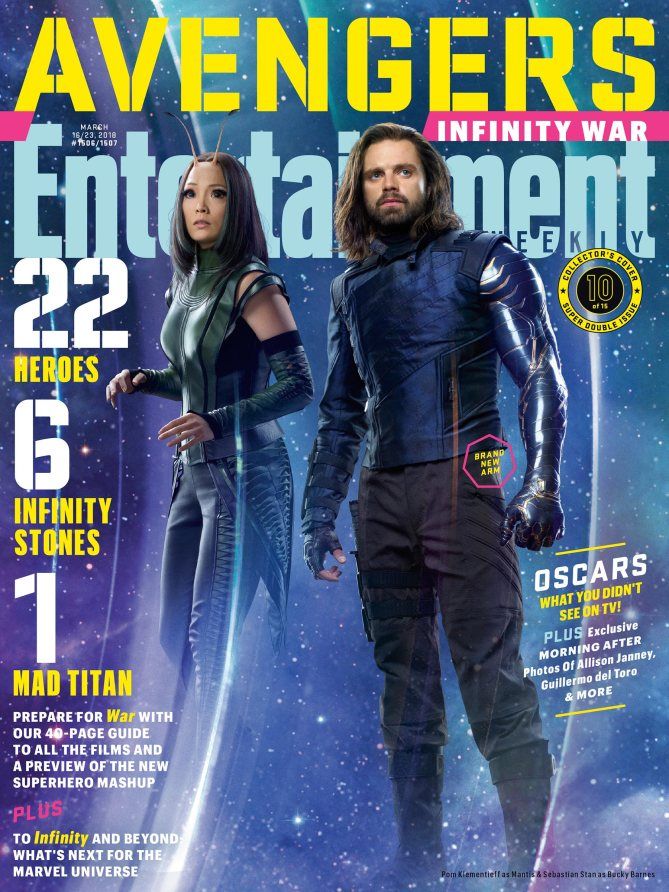 AVENGERS
INFINITY WAR
MARCH
16/23, 2018
#1506/1507
Entertainment
WEEKLY
COLLECTOR'S COVER
10
of 15
SUPER DOUBLE ISSUE
22
HEROES
6
INFINITY
STONES
1
MAD TITAN
PREPARE FOR War WITH
OUR 40-PAGE GUIDE
TO ALL THE FILMS AND
A PREVIEW OF THE NEW
SUPERHERO MASHUP
PLUS
TO Infinity AND BEYOND:
WHAT'S NEXT FOR THE
MARVEL UNIVERSE
BRAND
NEW
ARM
OSCARS
WHAT YOU DIDN'T
SEE ON TV!
PLUS Exclusive
MORNING AFTER
Photos Of Allison Janney,
Guillermo del Toro
& MORE
Pom Klementieff as Mantis & Sebastian Stan as Bucky Barnes